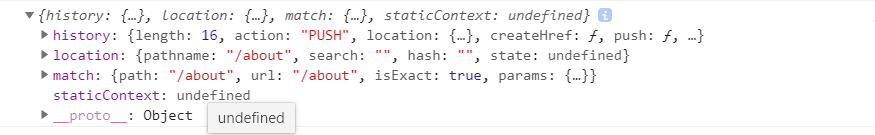 ▼{history: {…}, location: {…}, match: {…}, staticContext: undefined} i
▶history: {length: 16, action: "PUSH", location: {…}, createHref: ƒ, push: ƒ, …}
▶location: {pathname: "/about", search: "", hash: "", state: undefined}
▶match: {path: "/about", url: "/about", isExact: true, params: {…}}
staticContext: undefined
▶__proto__: Object
undefined